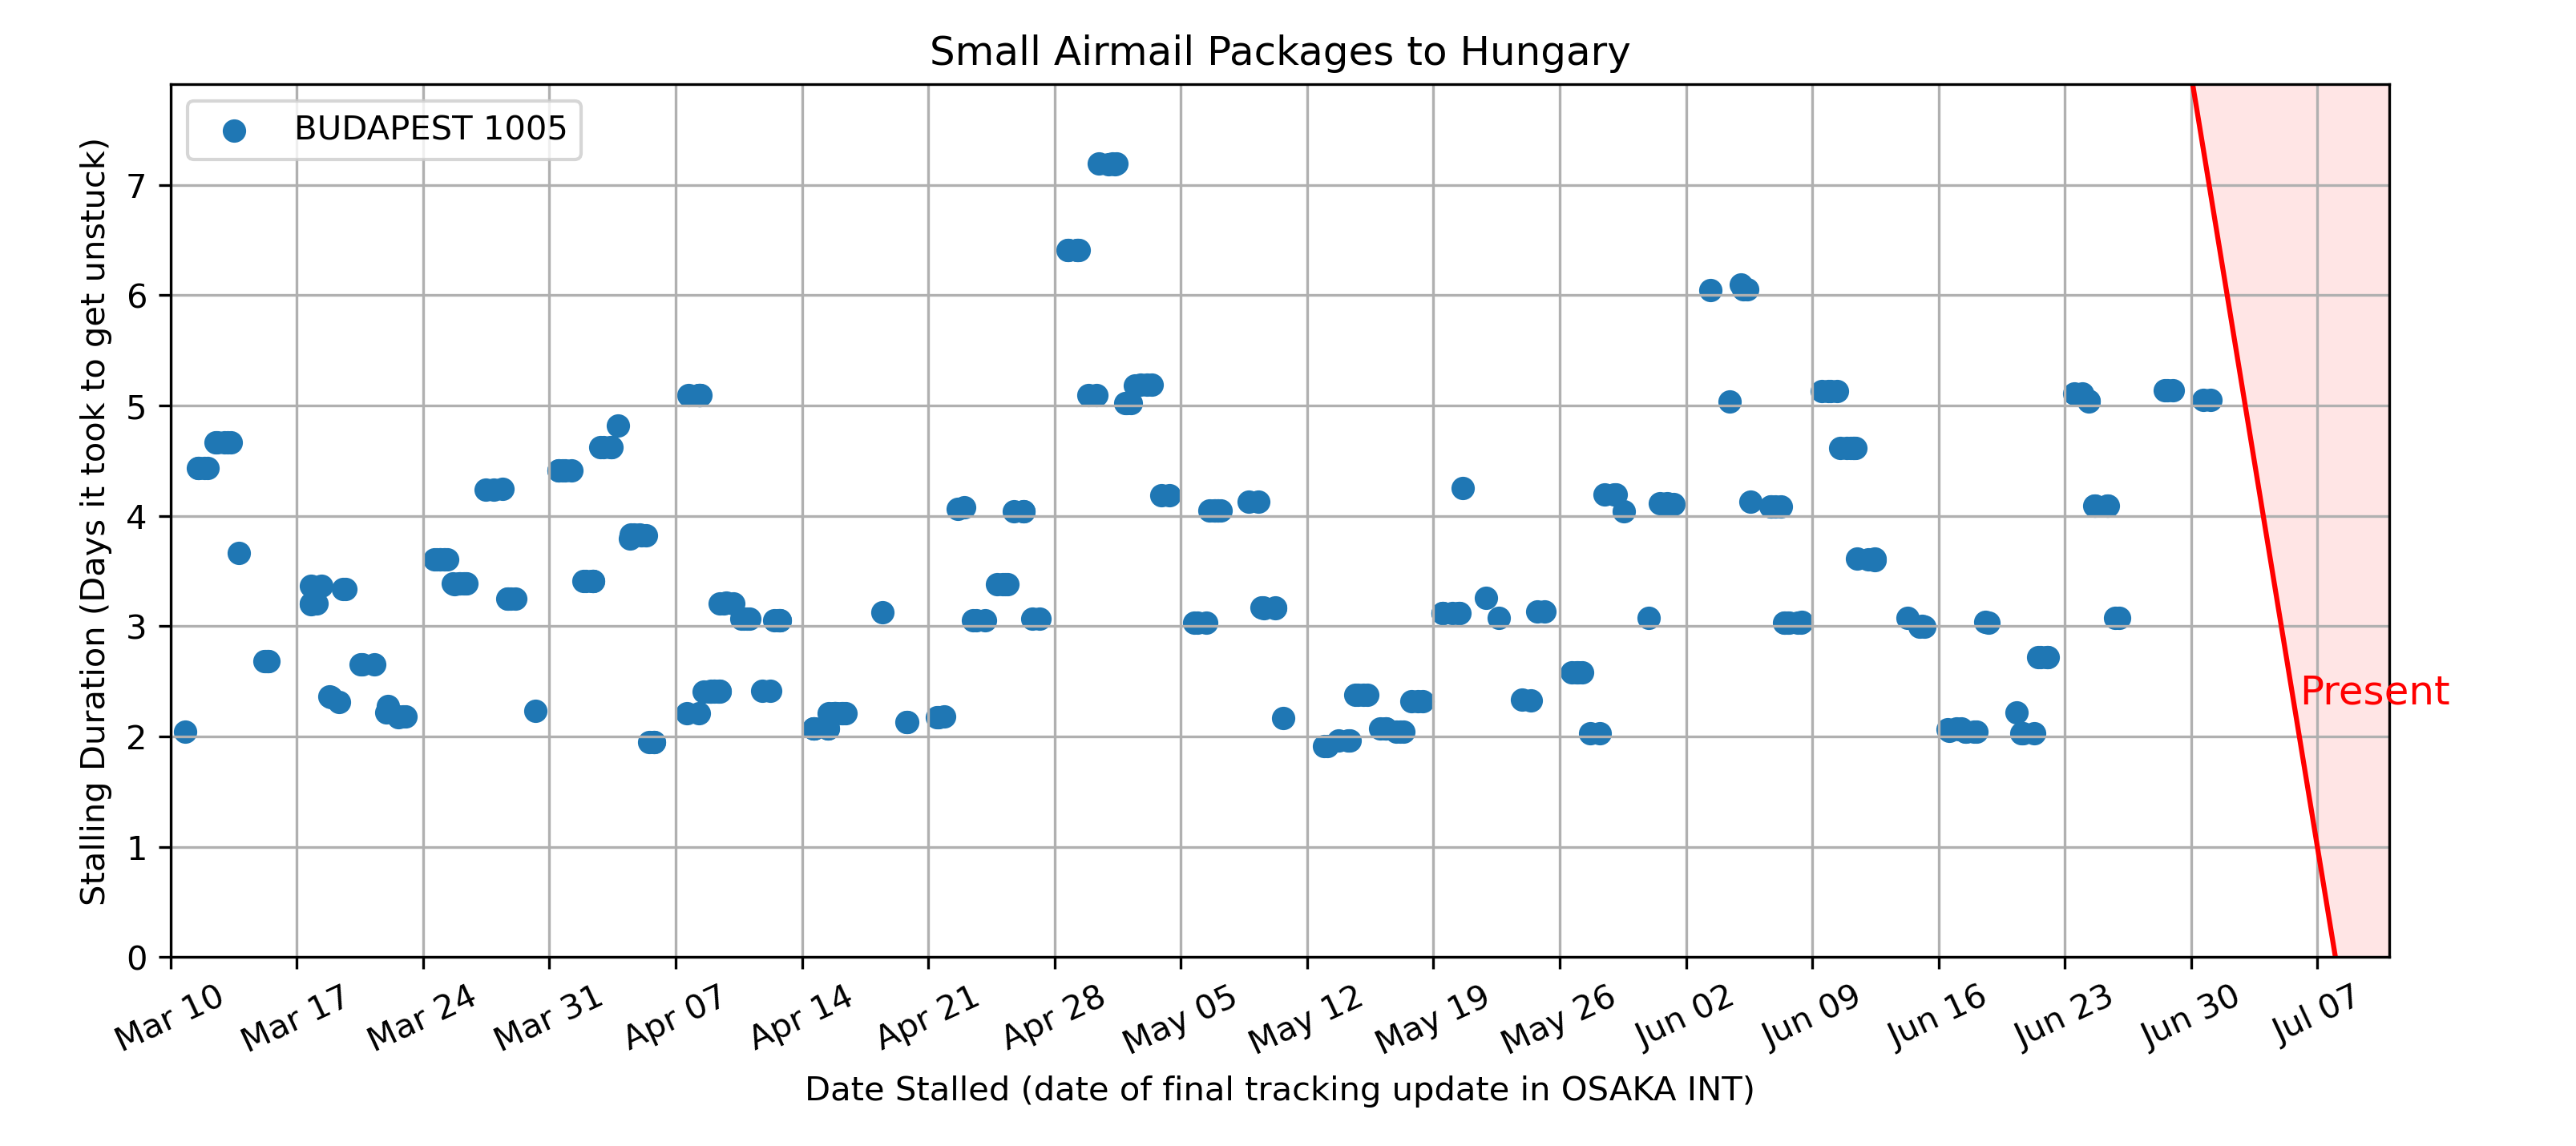 Small Airmail Packages to Hungary
BUDAPEST 1005
Stalling Duration (Days it took to get unstuck)
7
6
5
4
3
2
1
0
Present
Mar 10
Mar 17
Mar 24
Mar 31
Apr 07
Apr 14
Apr 21
Apr 28
May 05
May 12
May 19
May 26
Jun 02
Jun 09
Jun 16
Jun 23
Jun 30
Jul 07
Date Stalled (date of final tracking update in OSAKA INT)